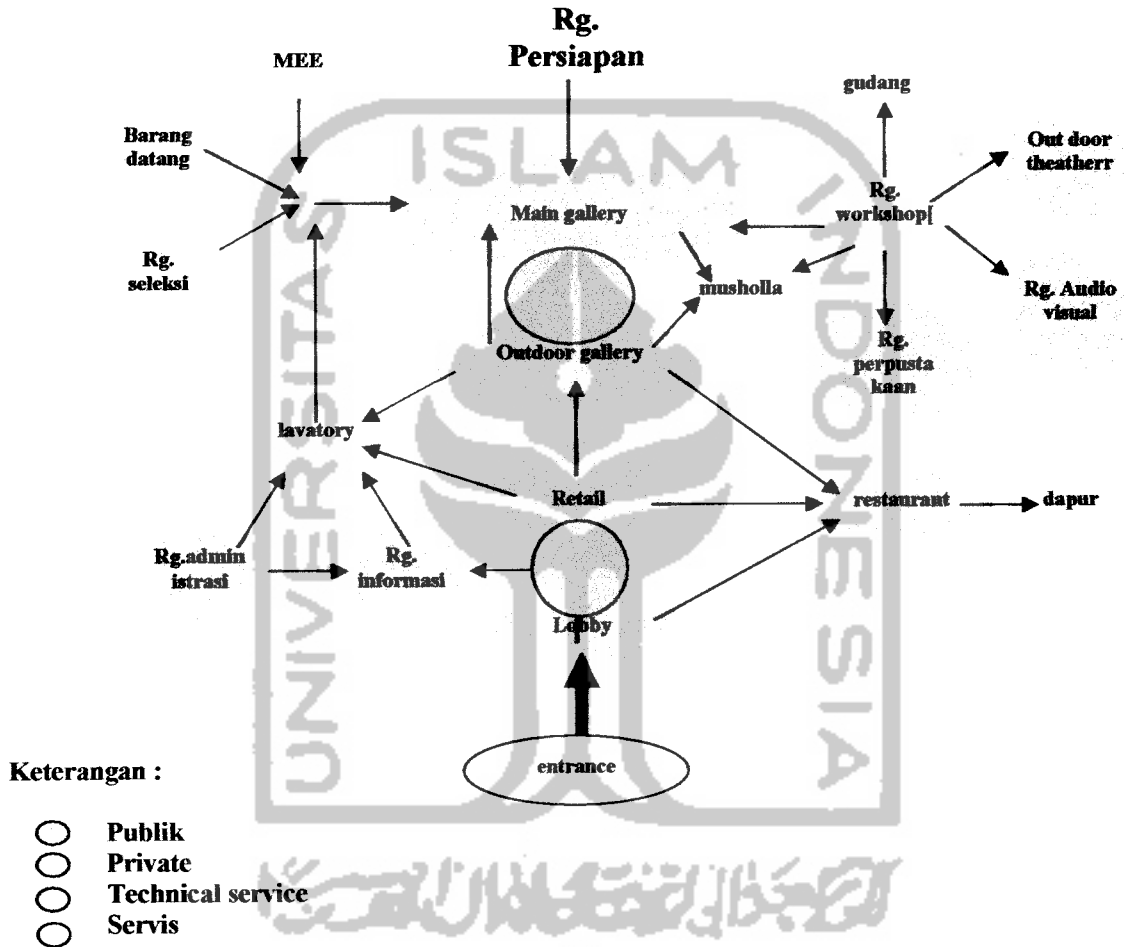 Rg.
Persiapan
MEE
gudang
Barang
datang
Out door
theatherr
ISLAM
Rg.
workshop[
Main gallery
Rg.
seleksi
musholla
Rg. Audio
visual
Outdoor gallery
Rg.
perpusta
kaan
UNIVERSITAS
INDONESIA
lavatory
Retail
restaurant
dapur
Rg.admin
istrasi
Rg.
informasi
Lobby
entrance
Keterangan :
Publik
Private
Technical service
Servis